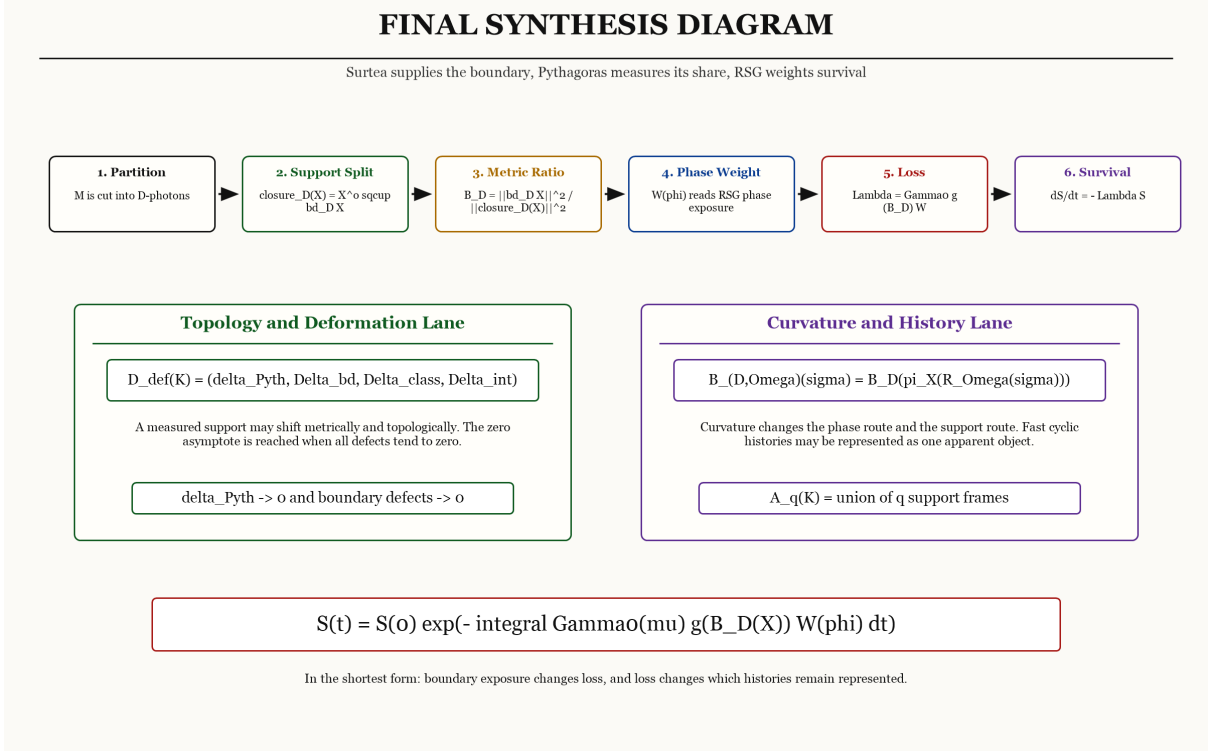 FINAL SYNTHESIS DIAGRAM
Surtea supplies the boundary, Pythagoras measures its share, RSG weights survival
1. Partition
M is cut into D-photons
2. Support Split
closure_D(X) = X^o sqcup
bd_D X
3. Metric Ratio
B_D = ||bd_D X||^2 /
||closure_D(X)||^2
4. Phase Weight
W(phi) reads RSG phase
exposure
5. Loss
Lambda = Gamma0 g
(B_D) W
6. Survival
dS/dt = - Lambda S
Topology and Deformation Lane
D_def(K) = (delta_Pyth, Delta_bd, Delta_class, Delta_int)
A measured support may shift metrically and topologically. The zero
asymptote is reached when all defects tend to zero.
delta_Pyth -> 0 and boundary defects -> 0
Curvature and History Lane
B_(D,Omega)(sigma) = B_D(pi_X(R_Omega(sigma)))
Curvature changes the phase route and the support route. Fast cyclic
histories may be represented as one apparent object.
A_q(K) = union of q support frames
S(t) = S(0) exp(- integral Gamma0(mu) g(B_D(X)) W(phi) dt)
In the shortest form: boundary exposure changes loss, and loss changes which histories remain represented.